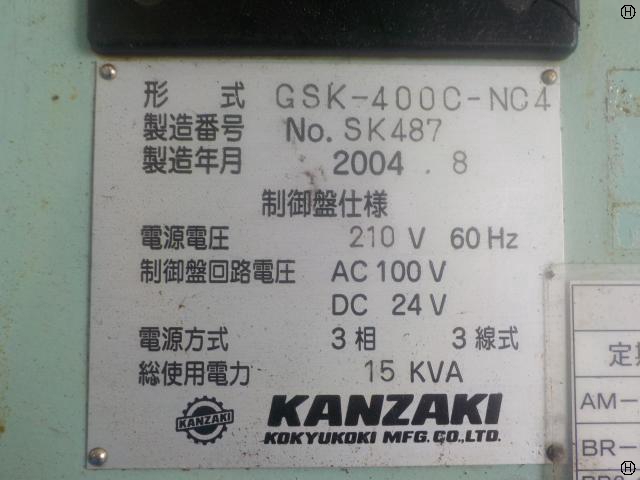 形 式 GSK-400C-NC4
製造番号 No. SK487
製造年月 2004 . 8
制御盤仕様
電源電圧 210 V 60 Hz
制御盤回路電圧 AC 100 V
DC 24 V
電源方式 3相 3線式
総使用電力 15 KVA
KANZAKI KANZAKI
KOKYUKOKI MFG.CO.,LTD.
定
AM-
BR-